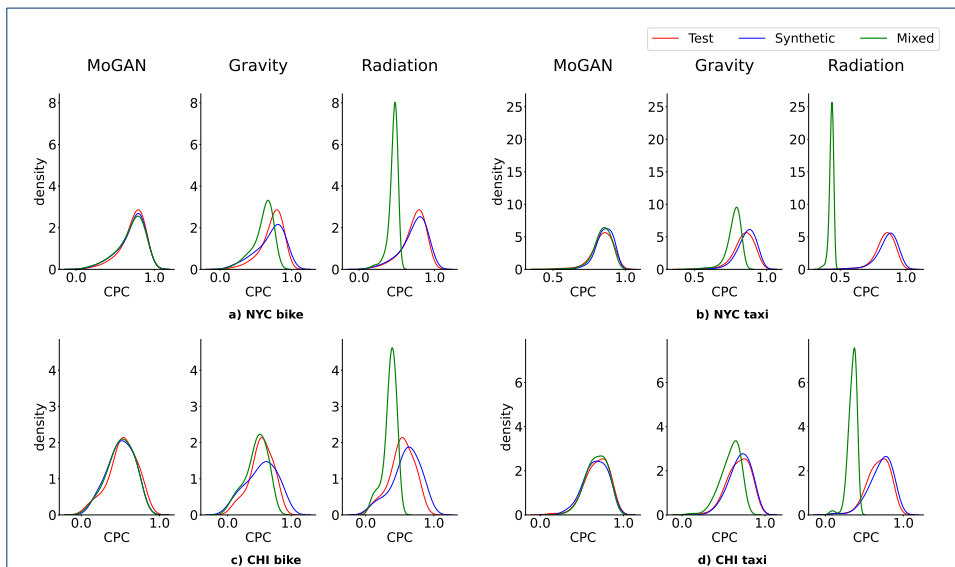 Test Synthetic Mixed
MoGAN Gravity Radiation MoGAN Gravity Radiation
8 8 8 25 25 25
6 6 6 20 20 20
4 4 4 15 15 15
2 2 2 10 10 10
0 0 0 5 5 5
0 0 0
density density
0.0 1.0 0.0 1.0 0.0 1.0 0.5 1.0 0.5 1.0 0.5 1.0
CPC CPC CPC CPC CPC CPC
a) NYC bike b) NYC taxi
4 4 4 6 6 6
3 3 3 4 4 4
2 2 2 2 2 2
1 1 1 0 0 0
0 0 0
density density
0.0 1.0 0.0 1.0 0.0 1.0 0.0 1.0 0.0 1.0 0.0 1.0
CPC CPC CPC CPC CPC CPC
c) CHI bike d) CHI taxi